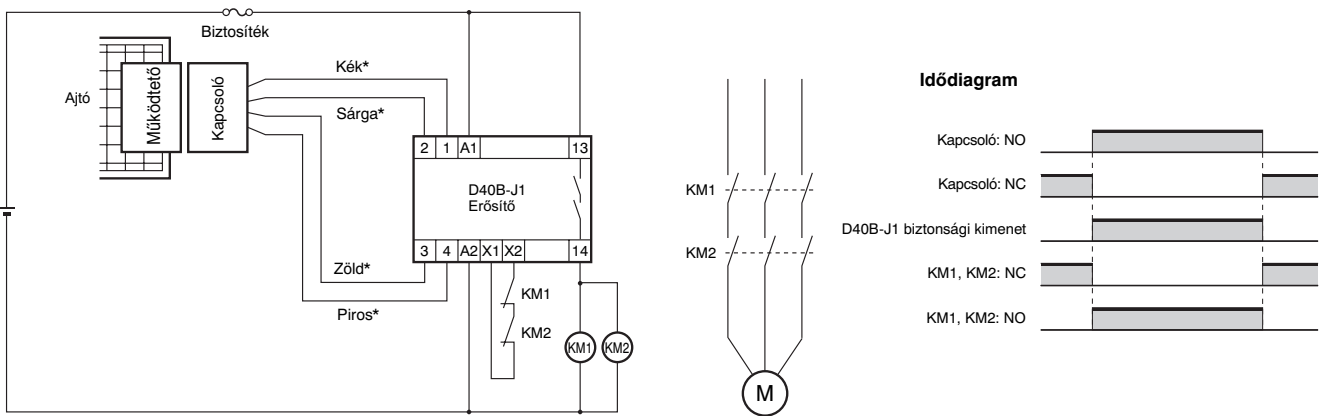 Biztosíték
Ajtó
Működtető
Kapcsoló
Kék*
Sárga*
2 1 A1 13
D40B-J1
Erősítő
3 4 A2 X1 X2 14
Zöld*
Piros*
KM1
KM2
KM1 KM2
KM1
KM2
M
Idődiagram
Kapcsoló: NO
Kapcsoló: NC
D40B-J1 biztonsági kimenet
KM1, KM2: NC
KM1, KM2: NO